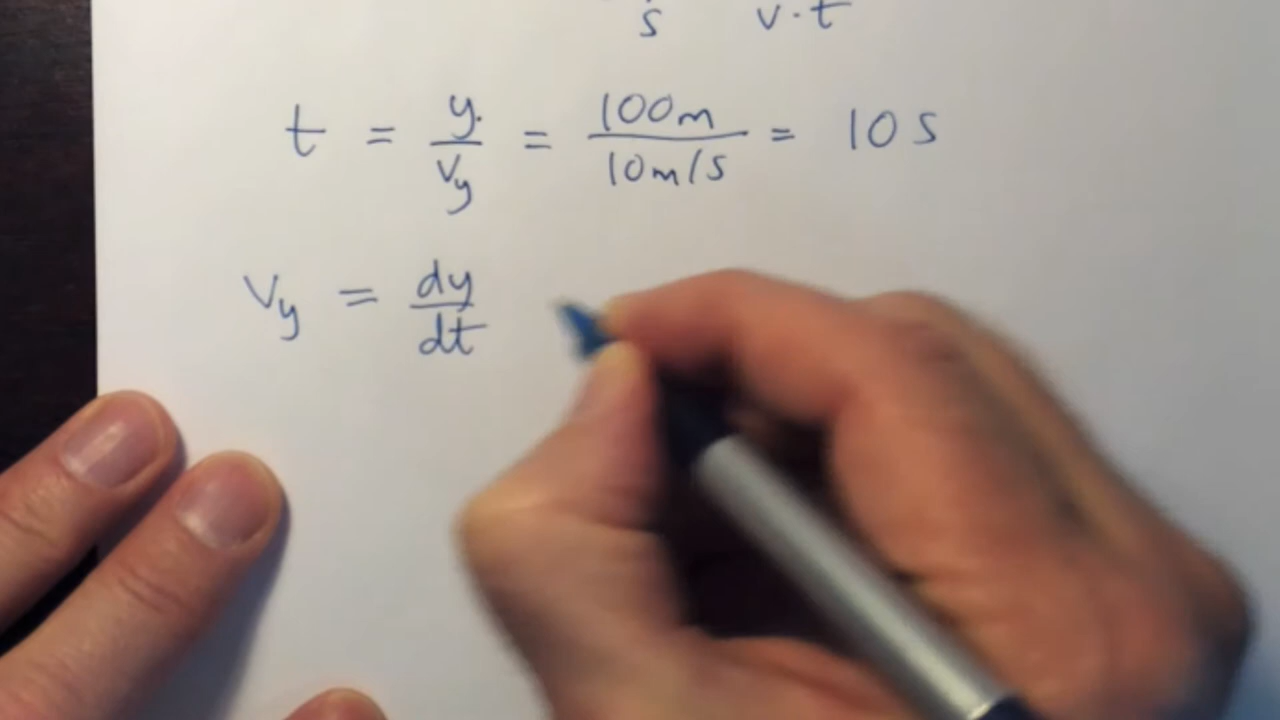 s v·t
t = y/v_y = 100m/10m/s = 10 s
v_y = dy/dt